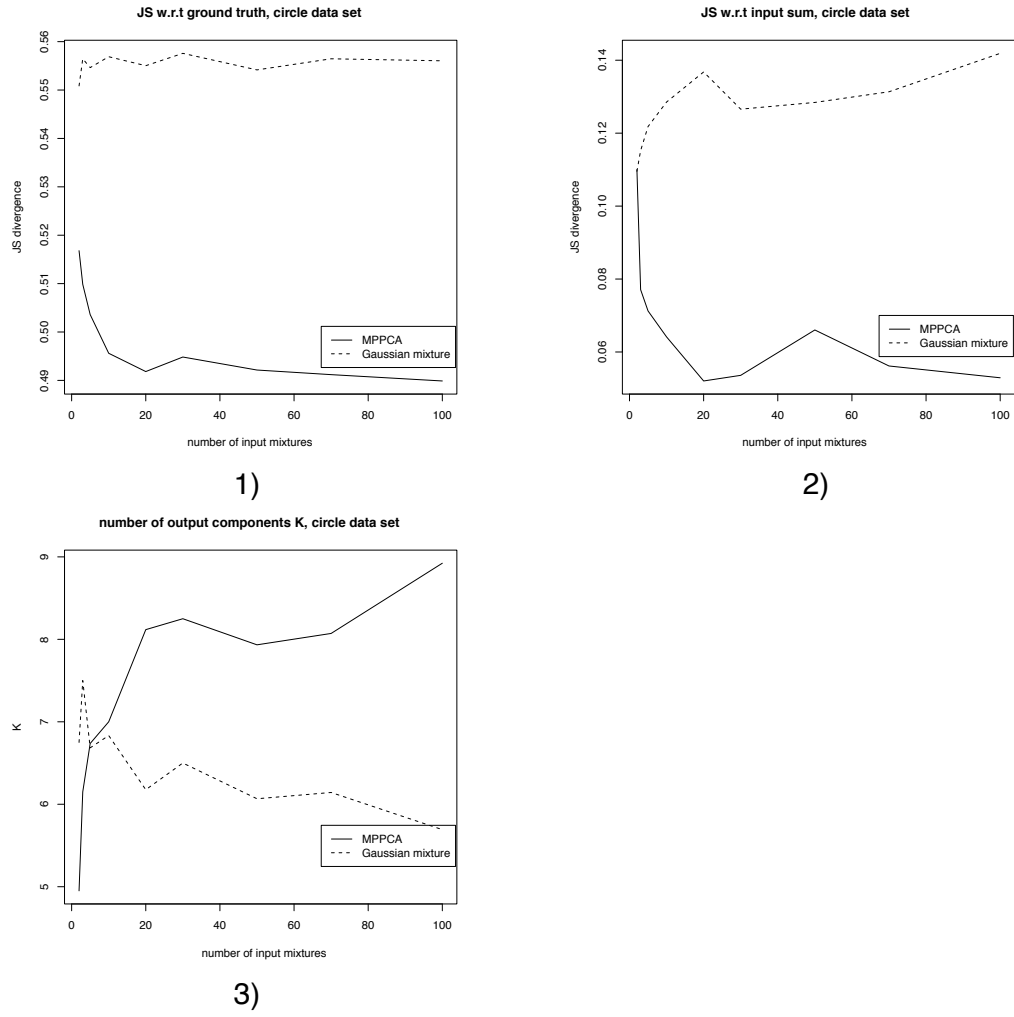 JS w.r.t ground truth, circle data set
JS divergence
0.49 0.50 0.51 0.52 0.53 0.54 0.55 0.56
MPPCA
Gaussian mixture
0 20 40 60 80 100
number of input mixtures
1)
JS w.r.t input sum, circle data set
JS divergence
0.06 0.08 0.10 0.12 0.14
MPPCA
Gaussian mixture
0 20 40 60 80 100
number of input mixtures
2)
number of output components K, circle data set
K
5 6 7 8 9
MPPCA
Gaussian mixture
0 20 40 60 80 100
number of input mixtures
3)